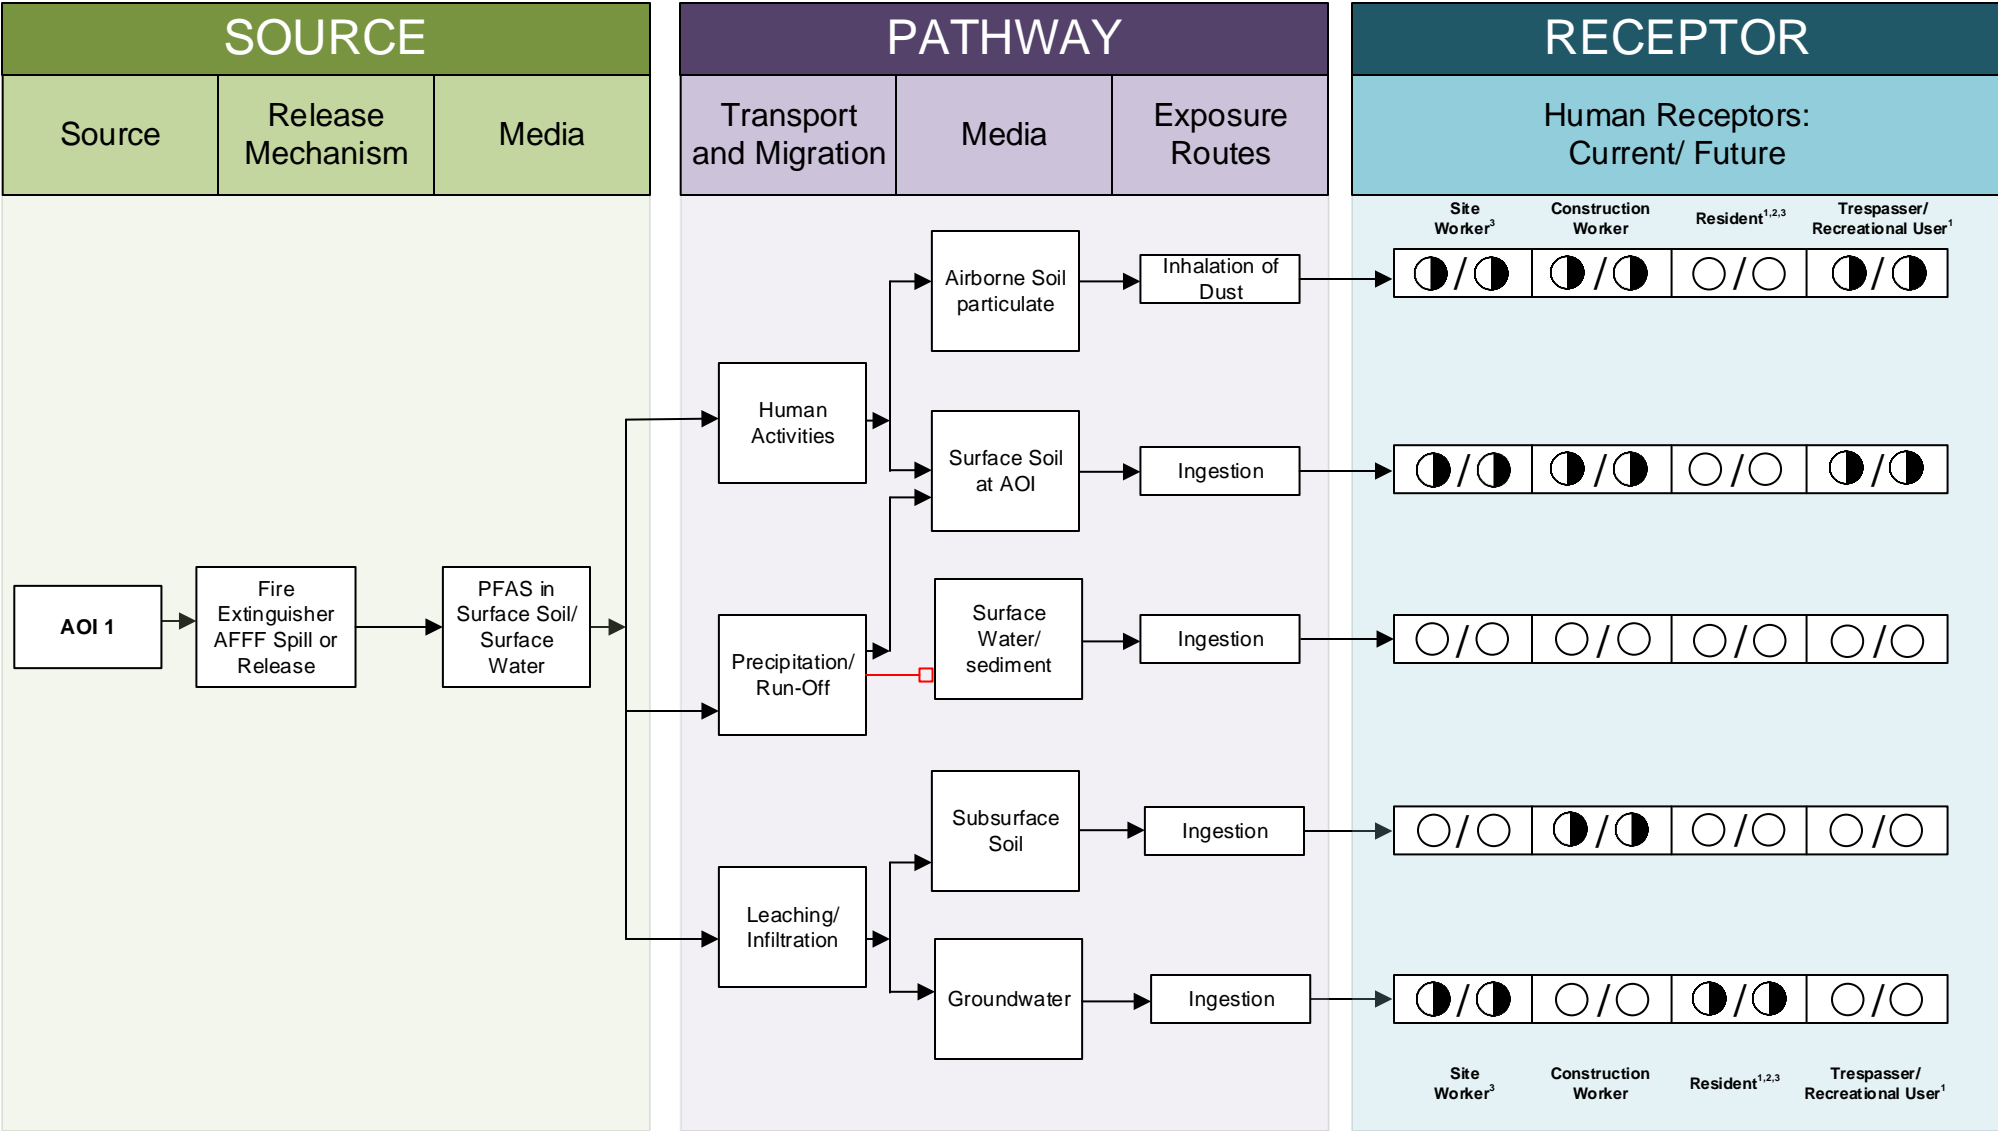 SOURCE
PATHWAY
RECEPTOR
Source
Release
Mechanism
Media
Transport
and Migration
Media
Exposure
Routes
Human Receptors:
Current/ Future
Site
Worker3
Construction
Worker
Resident1,2,3
Trespasser/
Recreational User1
Airborne Soil
particulate
Inhalation of
Dust
/ / / /
Human
Activities
Surface Soil
at AOI
Ingestion
/ / / /
AOI 1
Fire
Extinguisher
AFFF Spill or
Release
PFAS in
Surface Soil/
Surface
Water
Precipitation/
Run-Off
Surface
Water/
sediment
Ingestion
/ / / /
Subsurface
Soil
Ingestion
/ / / /
Leaching/
Infiltration
Groundwater
Ingestion
/ / / /
Site
Worker3
Construction
Worker
Resident1,2,3
Trespasser/
Recreational User1